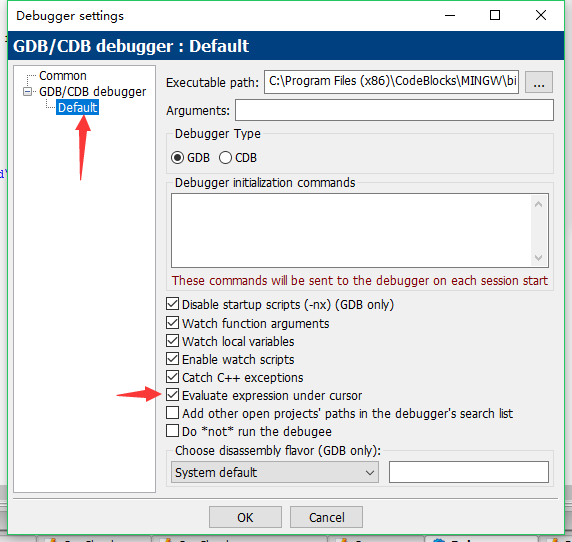 Debugger settings
GDB/CDB debugger : Default
Common
GDB/CDB debugger
Default
Executable path: C:\Program Files (x86)\CodeBlocks\MINGW\bi ...
Arguments:
Debugger Type
GDB CDB
Debugger initialization commands
These commands will be sent to the debugger on each session start
Disable startup scripts (-nx) (GDB only)
Watch function arguments
Watch local variables
Enable watch scripts
Catch C++ exceptions
Evaluate expression under cursor
Add other open projects' paths in the debugger's search list
Do *not* run the debugee
Choose disassembly flavor (GDB only):
System default
OK Cancel